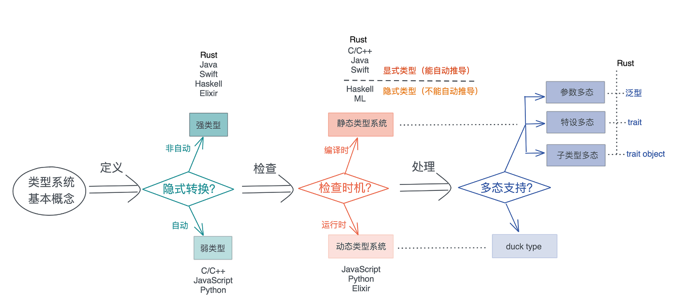 类型系统
基本概念
定义
Rust
Java
Swift
Haskell
Elixir
强类型
非自动
隐式转换?
自动
弱类型
C/C++
JavaScript
Python
检查
Rust
C/C++
Java
Swift
显式类型（能自动推导）
Haskell
ML
隐式类型（不能自动推导）
静态类型系统
编译时
检查时机?
运行时
动态类型系统
JavaScript
Python
Elixir
处理
多态支持?
Rust
参数多态
泛型
特设多态
trait
子类型多态
trait object
duck type